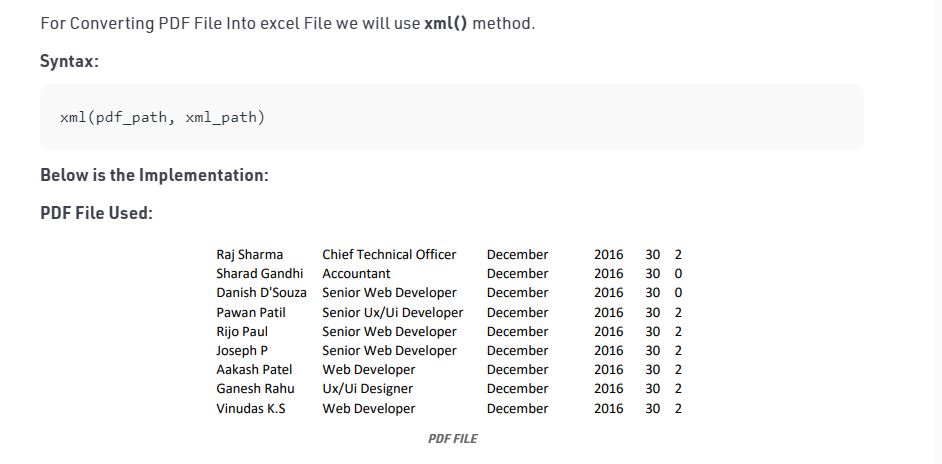 For Converting PDF File Into excel File we will use xml() method.
Syntax:
xml(pdf_path, xml_path)
Below is the Implementation:
PDF File Used:
Raj Sharma Chief Technical Officer December 2016 30 2
Sharad Gandhi Accountant December 2016 30 0
Danish D'Souza Senior Web Developer December 2016 30 0
Pawan Patil Senior Ux/Ui Developer December 2016 30 2
Rijo Paul Senior Web Developer December 2016 30 2
Joseph P Senior Web Developer December 2016 30 2
Aakash Patel Web Developer December 2016 30 2
Ganesh Rahu Ux/Ui Designer December 2016 30 2
Vinudas K.S Web Developer December 2016 30 2
PDF FILE